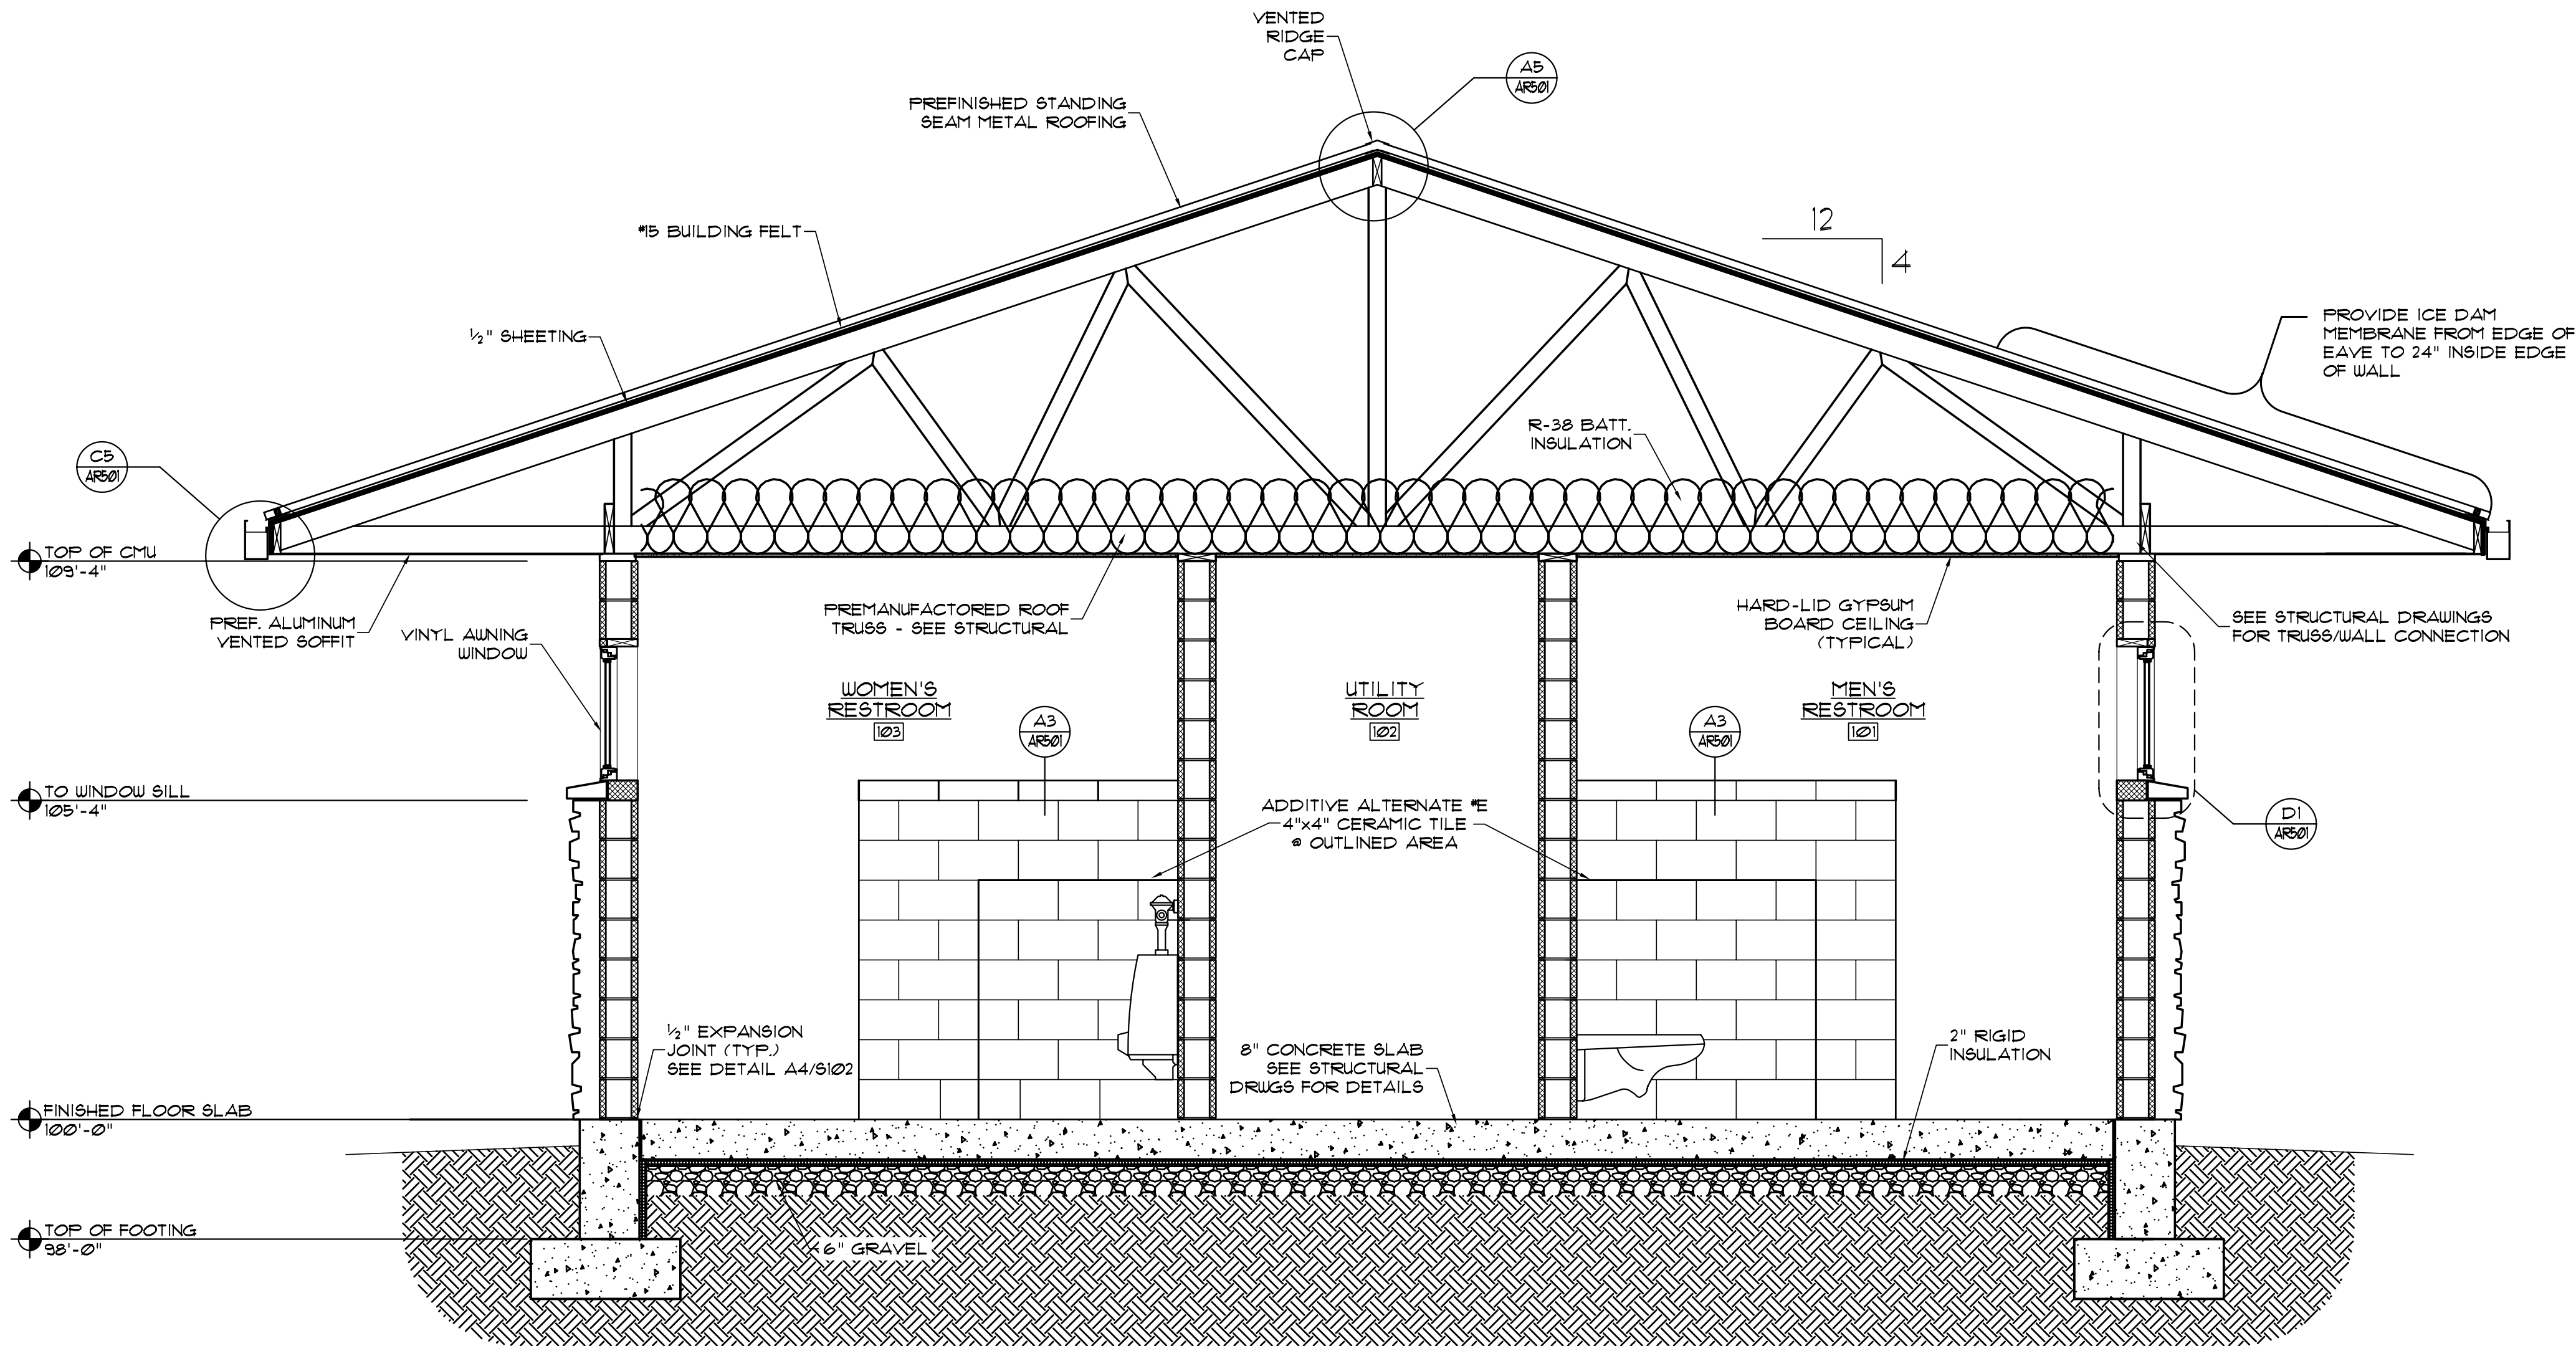 VENTED
RIDGE
CAP
A5
AR501
PREFINISHED STANDING
SEAM METAL ROOFING
#15 BUILDING FELT
12
4
½" SHEETING
PROVIDE ICE DAM
MEMBRANE FROM EDGE OF
EAVE TO 24" INSIDE EDGE
OF WALL
R-38 BATT.
INSULATION
C5
AR501
TOP OF CMU
109'-4"
PREF. ALUMINUM
VENTED SOFFIT
VINYL AWNING
WINDOW
PREMANUFACTORED ROOF
TRUSS - SEE STRUCTURAL
HARD-LID GYPSUM
BOARD CEILING
(TYPICAL)
SEE STRUCTURAL DRAWINGS
FOR TRUSS/WALL CONNECTION
WOMEN'S
RESTROOM
103
UTILITY
ROOM
102
MEN'S
RESTROOM
101
A3
AR501
A3
AR501
TO WINDOW SILL
105'-4"
ADDITIVE ALTERNATE #E
4"x4" CERAMIC TILE
@ OUTLINED AREA
D1
AR501
½" EXPANSION
JOINT (TYP.)
SEE DETAIL A4/S102
8" CONCRETE SLAB
SEE STRUCTURAL
DRWGS FOR DETAILS
2" RIGID
INSULATION
FINISHED FLOOR SLAB
100'-0"
TOP OF FOOTING
98'-0"
6" GRAVEL